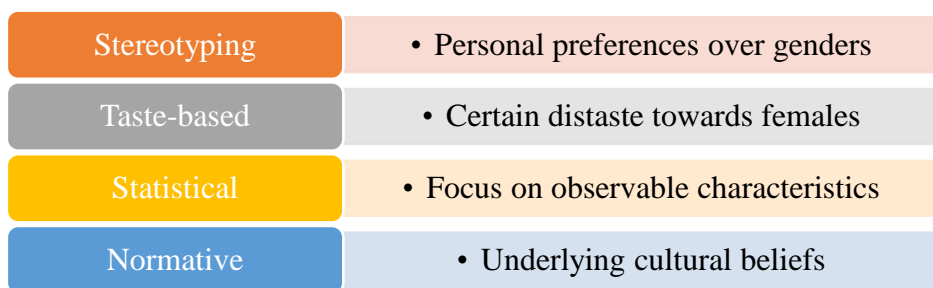 Stereotyping
• Personal preferences over genders
Taste-based
• Certain distaste towards females
Statistical
• Focus on observable characteristics
Normative
• Underlying cultural beliefs